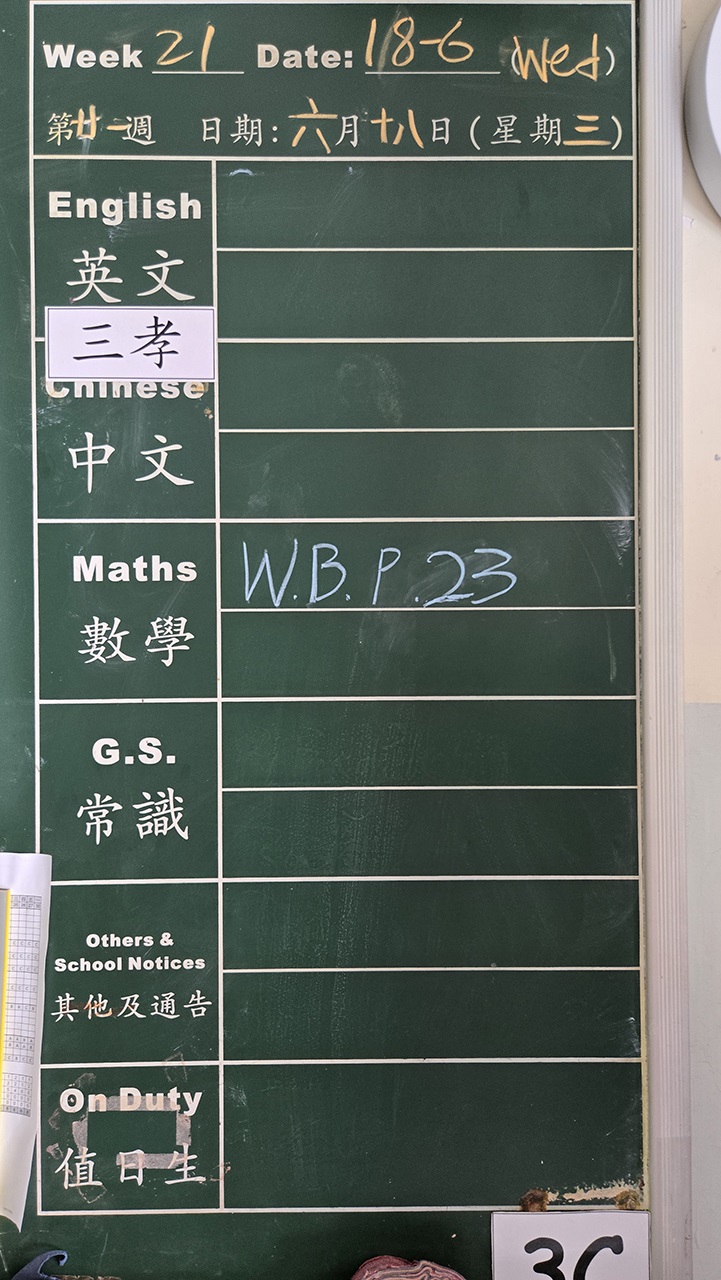 Week 21 Date: 18-6 (Wed)
第廿一週 日期: 六月十八日 (星期三)
English
英文
三孝
Chinese
中文
Maths W.B. P.23
數學
G.S.
常識
Others &
School Notices
其他及通告
On Duty
值日生
3C